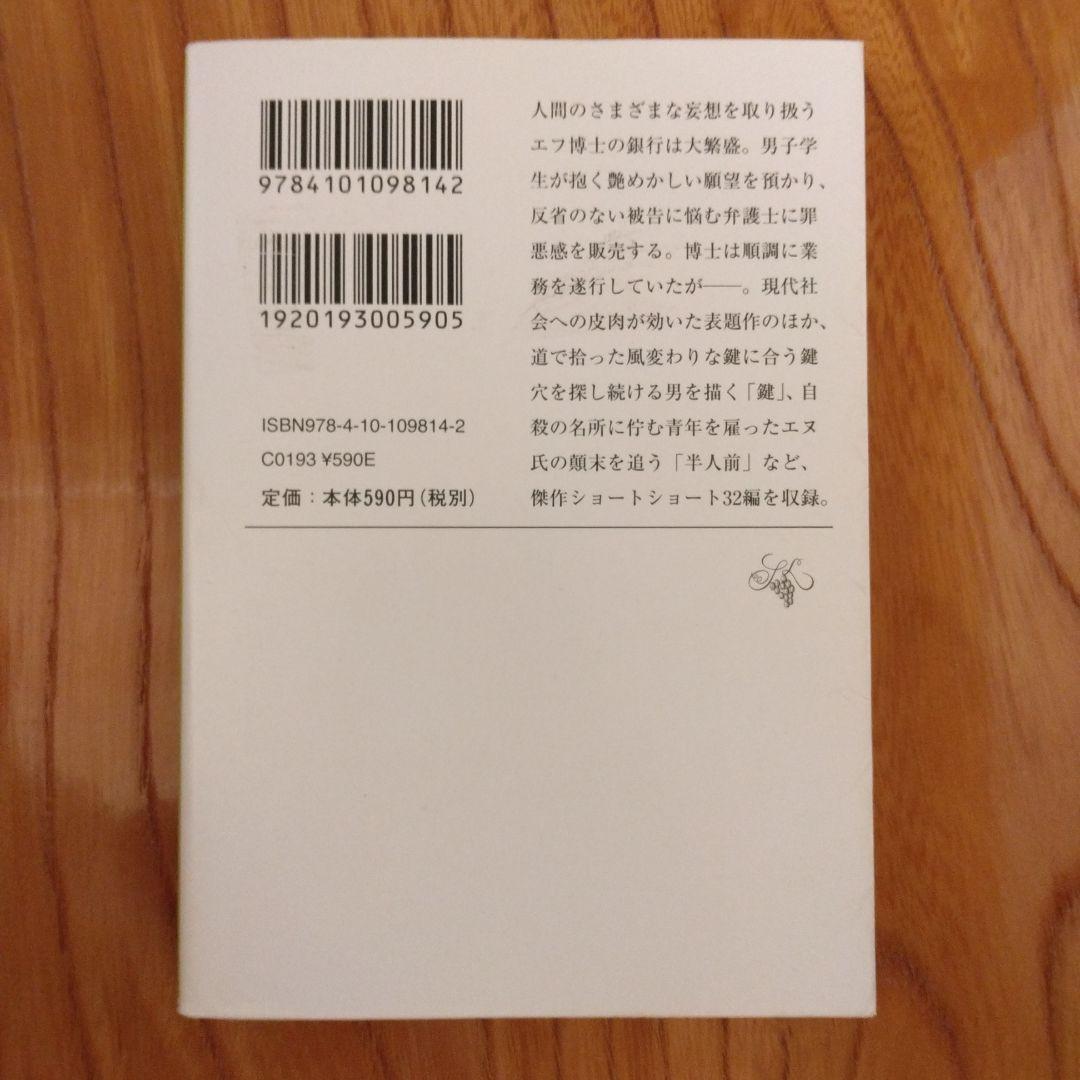 9784101098142
1920193005905
ISBN978-4-10-109814-2
C0193 ¥590E
定価：本体590円（税別）
人間のさまざまな妄想を取り扱う
エフ博士の銀行は大繁盛。男子学
生が抱く艶めかしい願望を預かり、
反省のない被告に悩む弁護士に罪
悪感を販売する。博士は順調に業
務を遂行していたが──。現代社
会への皮肉が効いた表題作のほか、
道で拾った風変わりな鍵に合う鍵
穴を探し続ける男を描く「鍵」、自
殺の名所に佇む青年を雇ったエヌ
氏の顛末を追う「半人前」など、
傑作ショートショート32編を収録。
SK